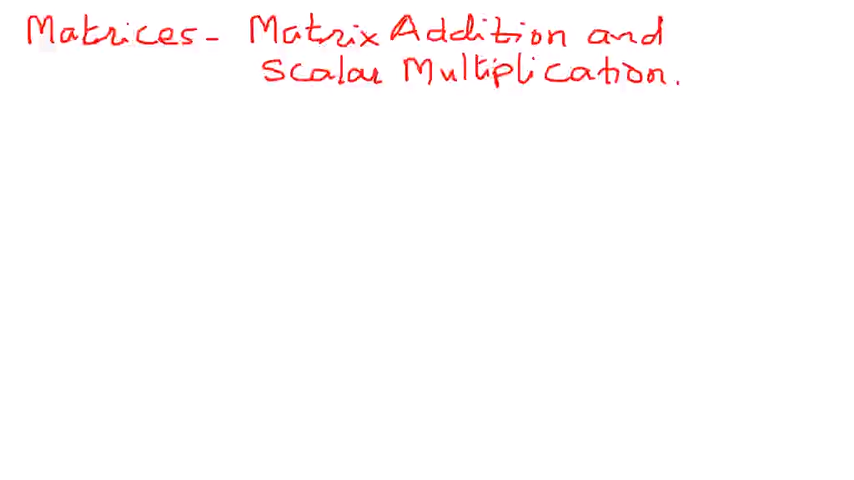 Matrices - Matrix Addition and
Scalar Multiplication.